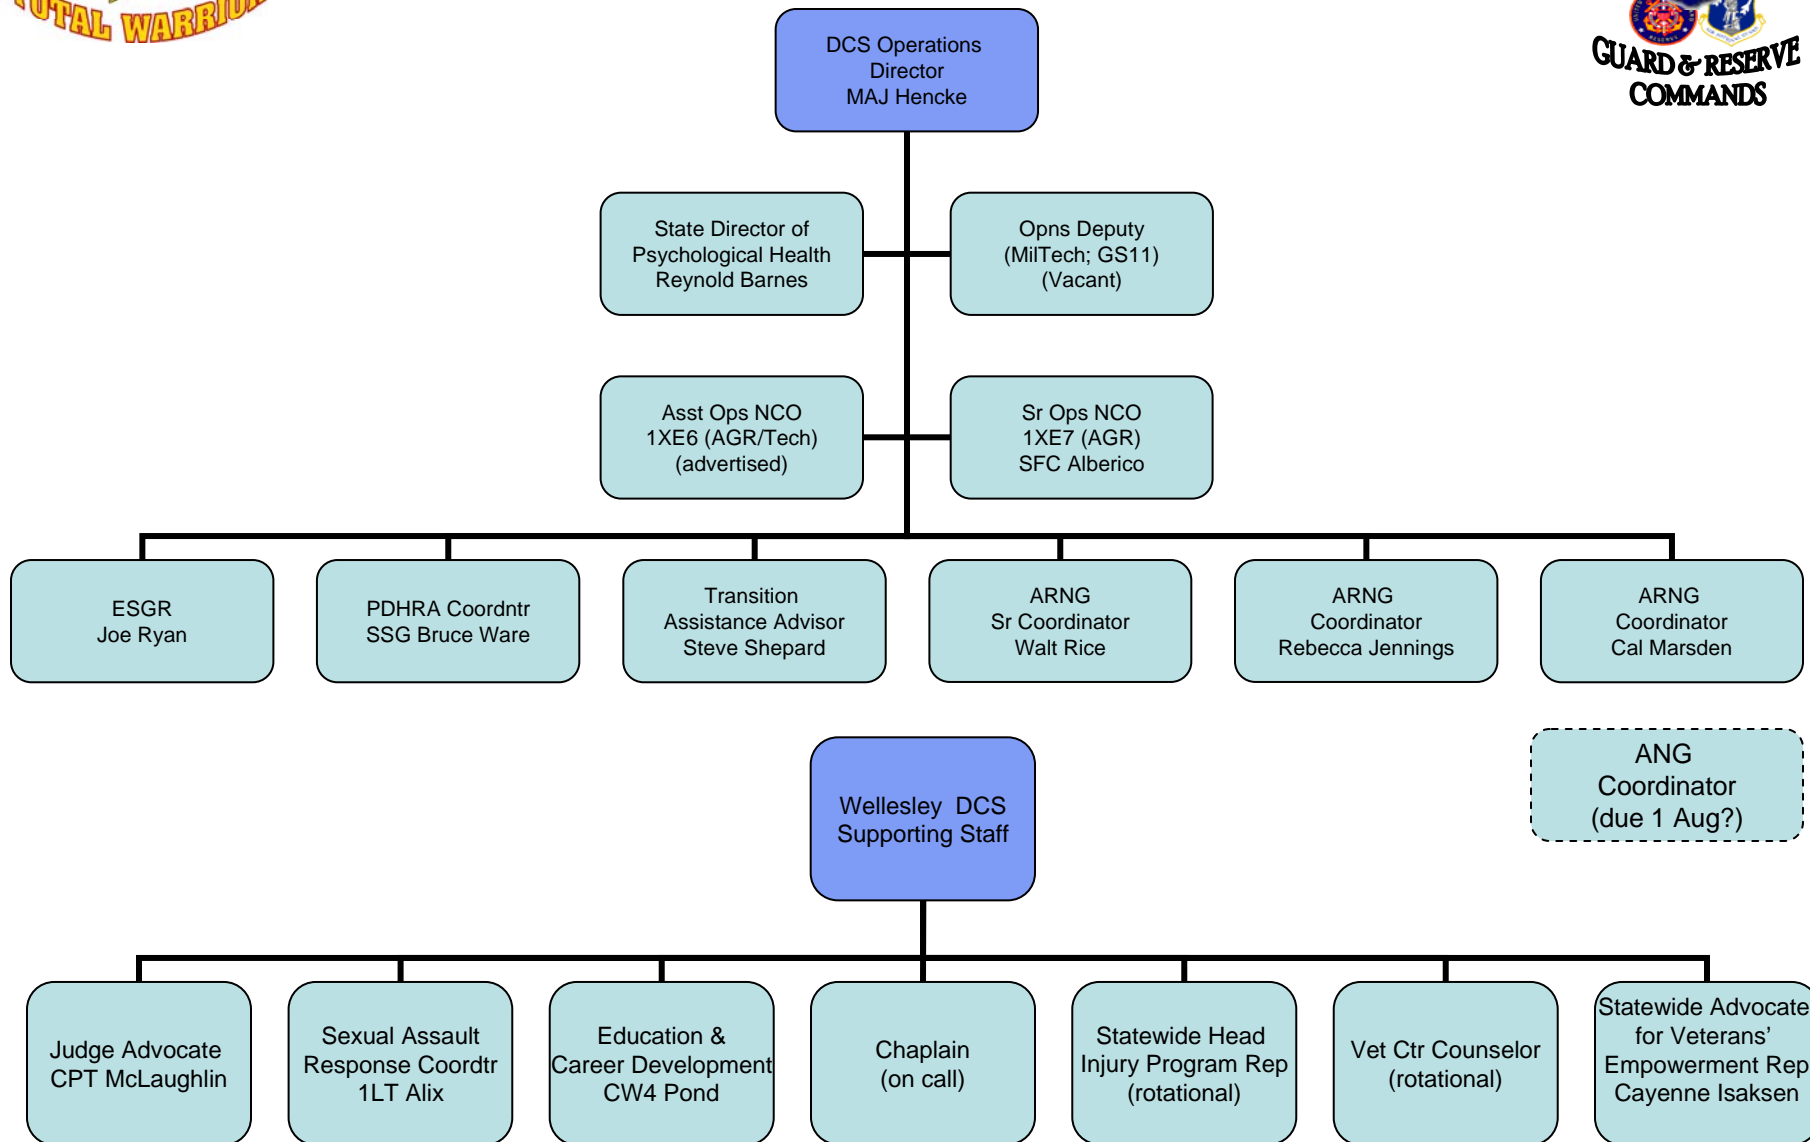 TOTAL WARRIOR
GUARD & RESERVE
COMMANDS
DCS Operations
Director
MAJ Hencke
State Director of
Psychological Health
Reynold Barnes
Opns Deputy
(MilTech; GS11)
(Vacant)
Asst Ops NCO
1XE6 (AGR/Tech)
(advertised)
Sr Ops NCO
1XE7 (AGR)
SFC Alberico
ESGR
Joe Ryan
PDHRA Coordntr
SSG Bruce Ware
Transition
Assistance Advisor
Steve Shepard
ARNG
Sr Coordinator
Walt Rice
ARNG
Coordinator
Rebecca Jennings
ARNG
Coordinator
Cal Marsden
ANG
Coordinator
(due 1 Aug?)
Wellesley  DCS
Supporting Staff
Judge Advocate
CPT McLaughlin
Sexual Assault
Response Coordtr
1LT Alix
Education &
Career Development
CW4 Pond
Chaplain
(on call)
Statewide Head
Injury Program Rep
(rotational)
Vet Ctr Counselor
(rotational)
Statewide Advocate
for Veterans’
Empowerment Rep
Cayenne Isaksen